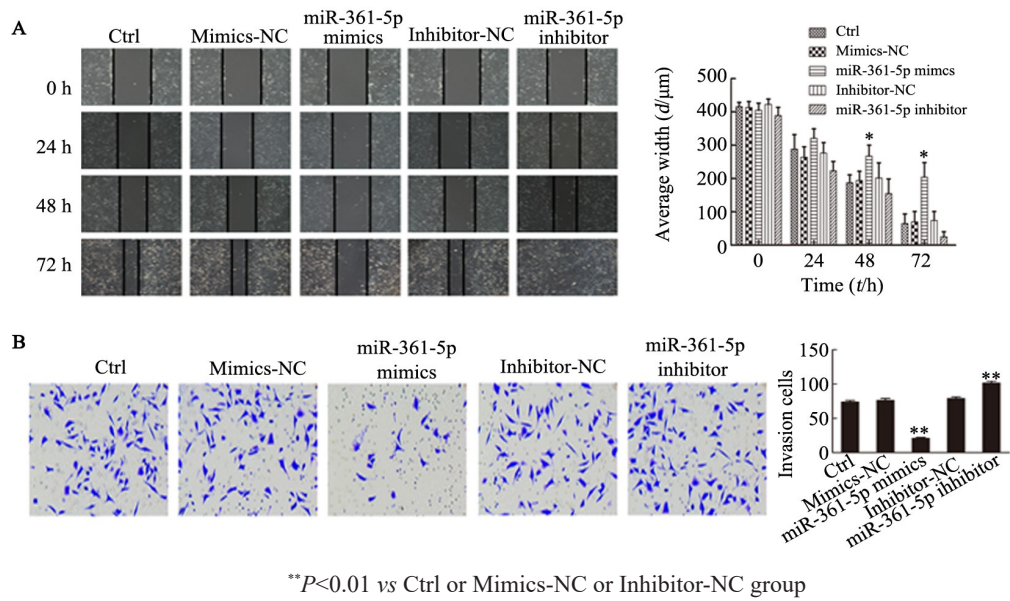 A
Ctrl
Mimics-NC
miR-361-5p
mimics
Inhibitor-NC
miR-361-5p
inhibitor
0 h
24 h
48 h
72 h
Ctrl
Mimics-NC
miR-361-5p mimcs
Inhibitor-NC
miR-361-5p inhibitor
Average width (d/μm)
500
400
300
200
100
0
*
*
0 24 48 72
Time (t/h)
B
Ctrl
Mimics-NC
miR-361-5p
mimics
Inhibitor-NC
miR-361-5p
inhibitor
Invasion cells
150
100
50
0
**
**
Ctrl
Mimics-NC
miR-361-5p mimics
Inhibitor-NC
miR-361-5p inhibitor
**P<0.01 vs Ctrl or Mimics-NC or Inhibitor-NC group